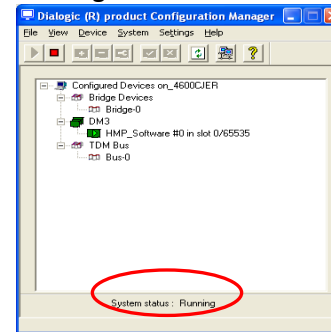 Dialogic (R) product Configuration Manager
File View Device System Settings Help
Configured Devices on_4600CJER
Bridge Devices
Bridge-0
DM3
HMP_Software #0 in slot 0/65535
TDM Bus
Bus-0
System status : Running